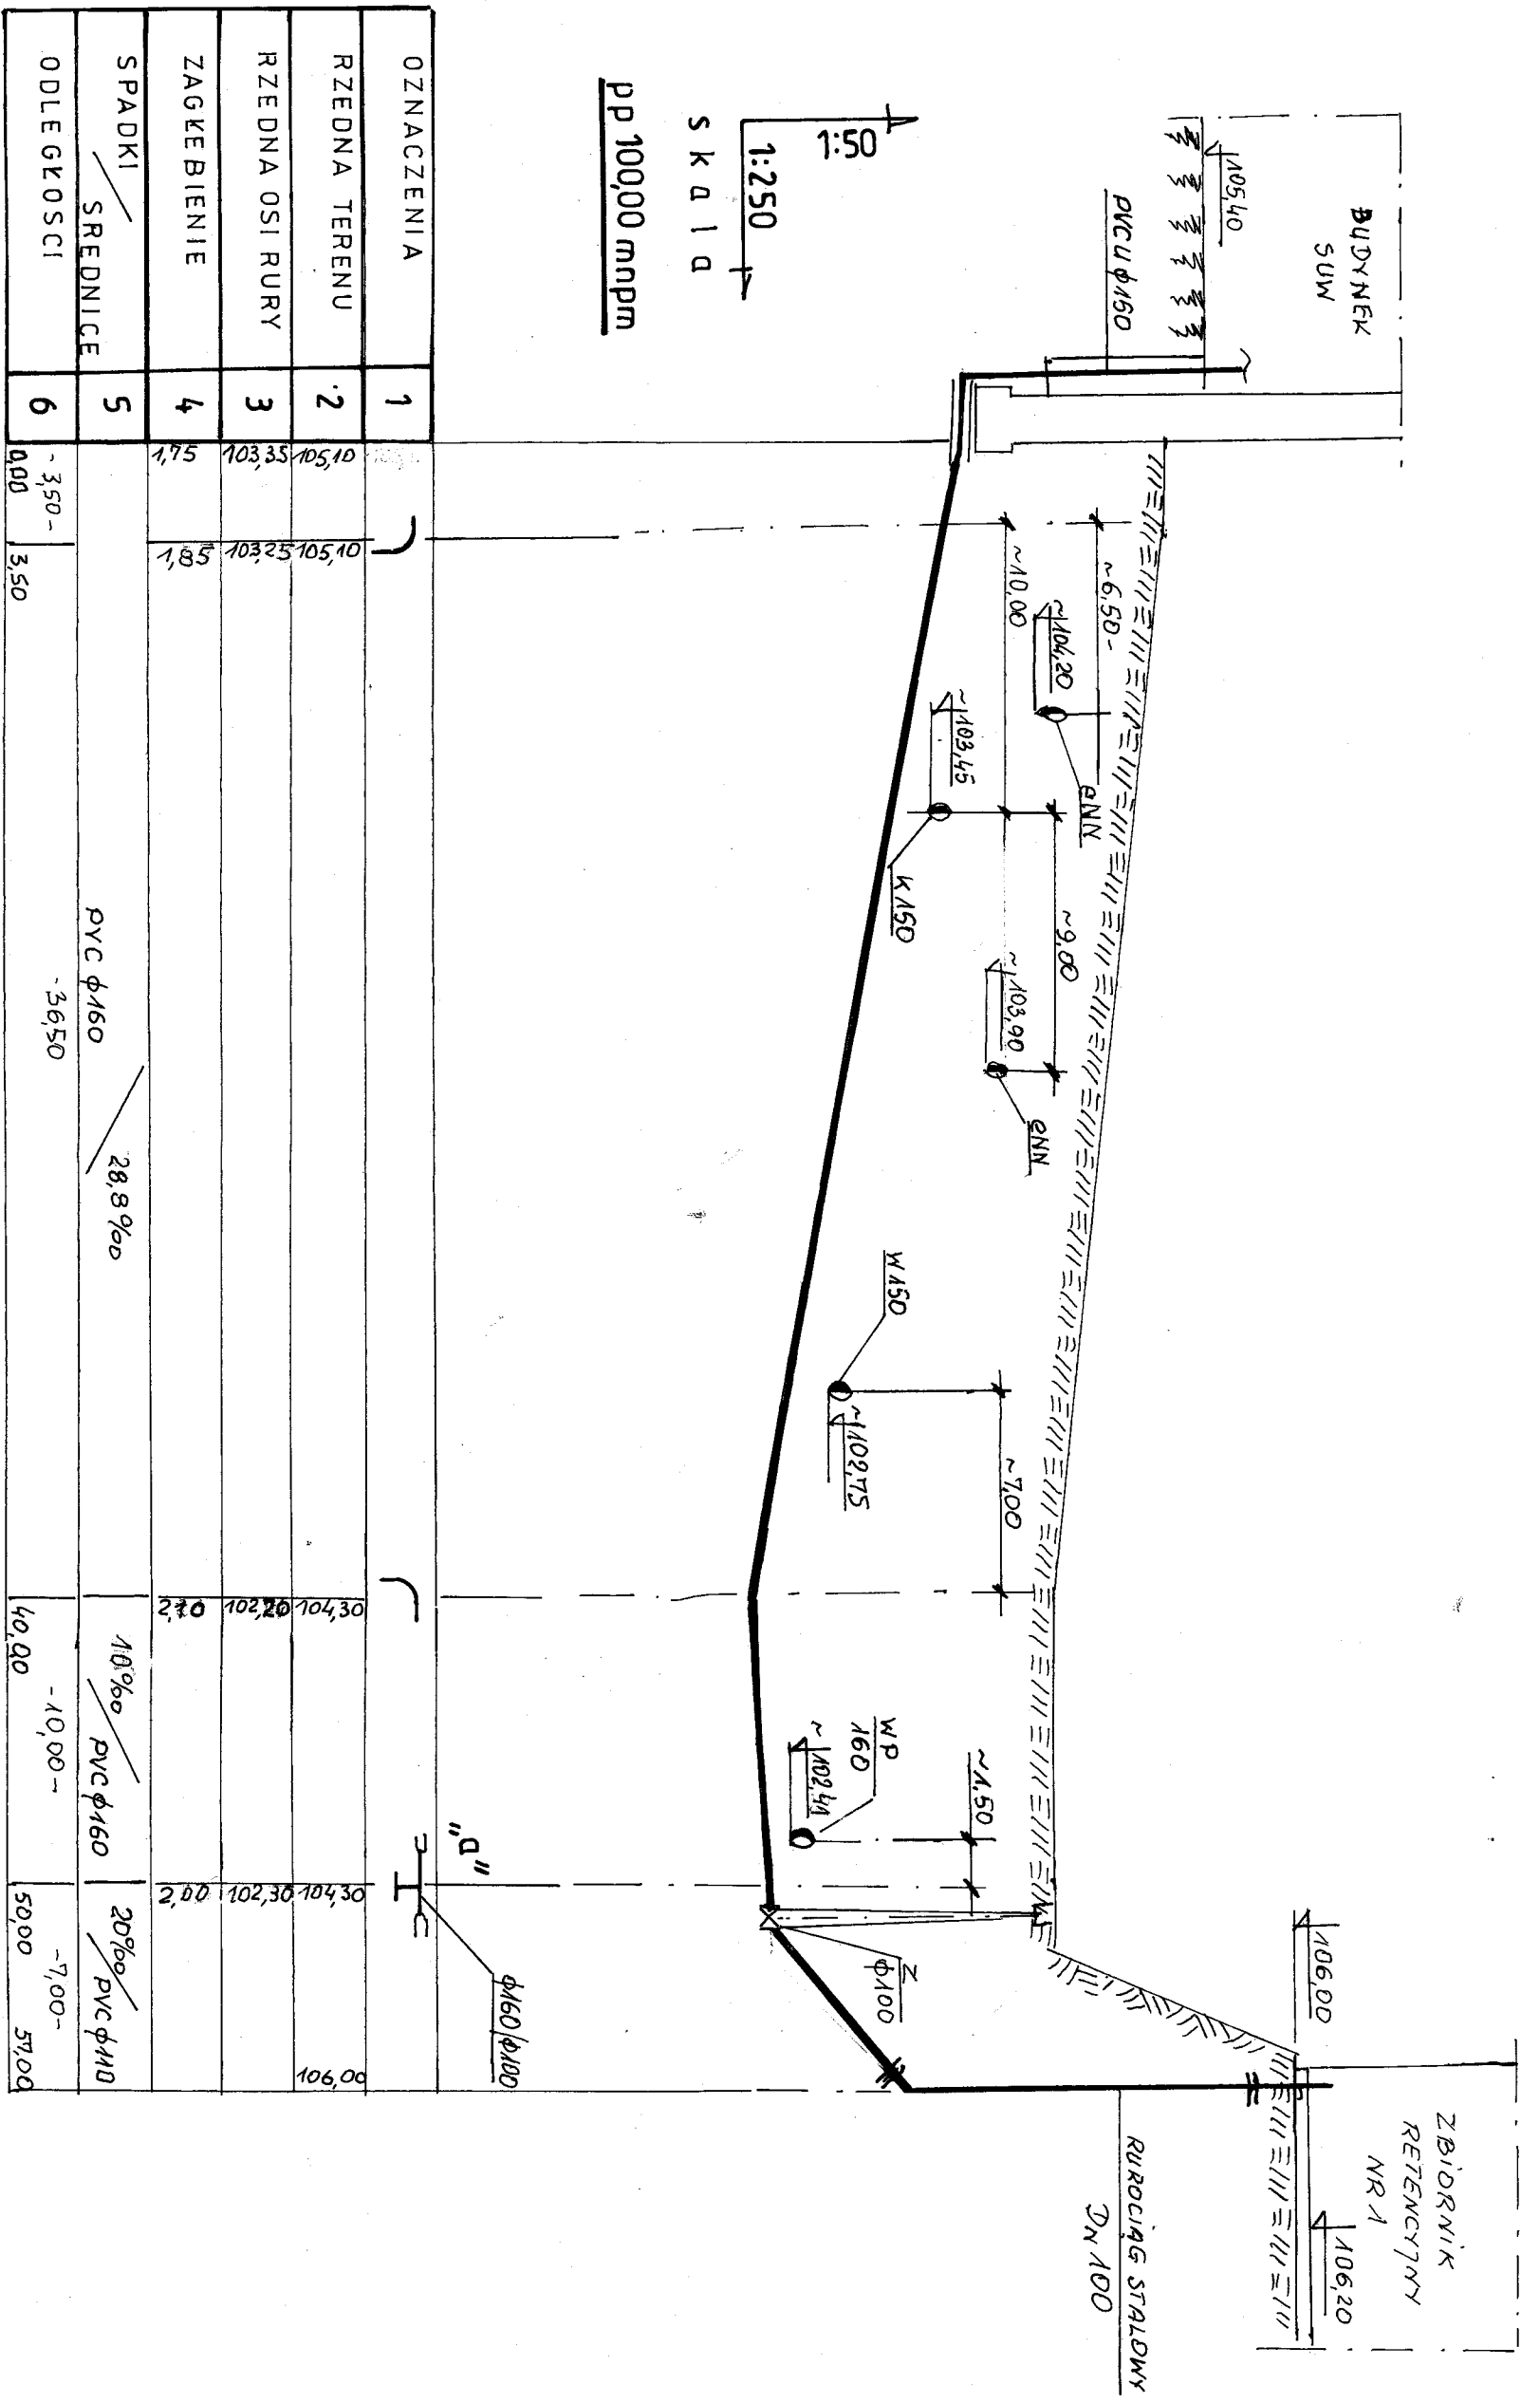 BUDYNEK
SUW
105,40
PVCU ϕ160
1:50
1:250
skala
pp 100,00 mnpm
~6,50-
~10,00
~104,20
eNN
~103,45
K150
~9,00
~103,90
eNN
W150
~102,75
~7,00
WP
160
~102,41
~1,50
Z
ϕ100
106,00
ZBIORNIK
RETENCYJNY
NR 1
106,20
RUROCIĄG STALOWY
DN 100
"a"
ϕ160/ϕ100
OZNACZENIA 1
RZEDNA TERENU 2 105,10 105,10 104,30 104,30 106,00
RZEDNA OSI RURY 3 103,35 103,25 102,20 102,30
ZAGŁEBIENIE 4 1,75 1,85 2,10 2,00
SPADKI / SREDNICE 5 PVC ϕ160 / 28,8‰ 10‰ / PVC ϕ160 20‰ / PVC ϕ110
ODLEGŁOSCI 6 -3,50- -36,50 -10,00- -7,00-
0,00 3,50 40,00 50,00 57,00